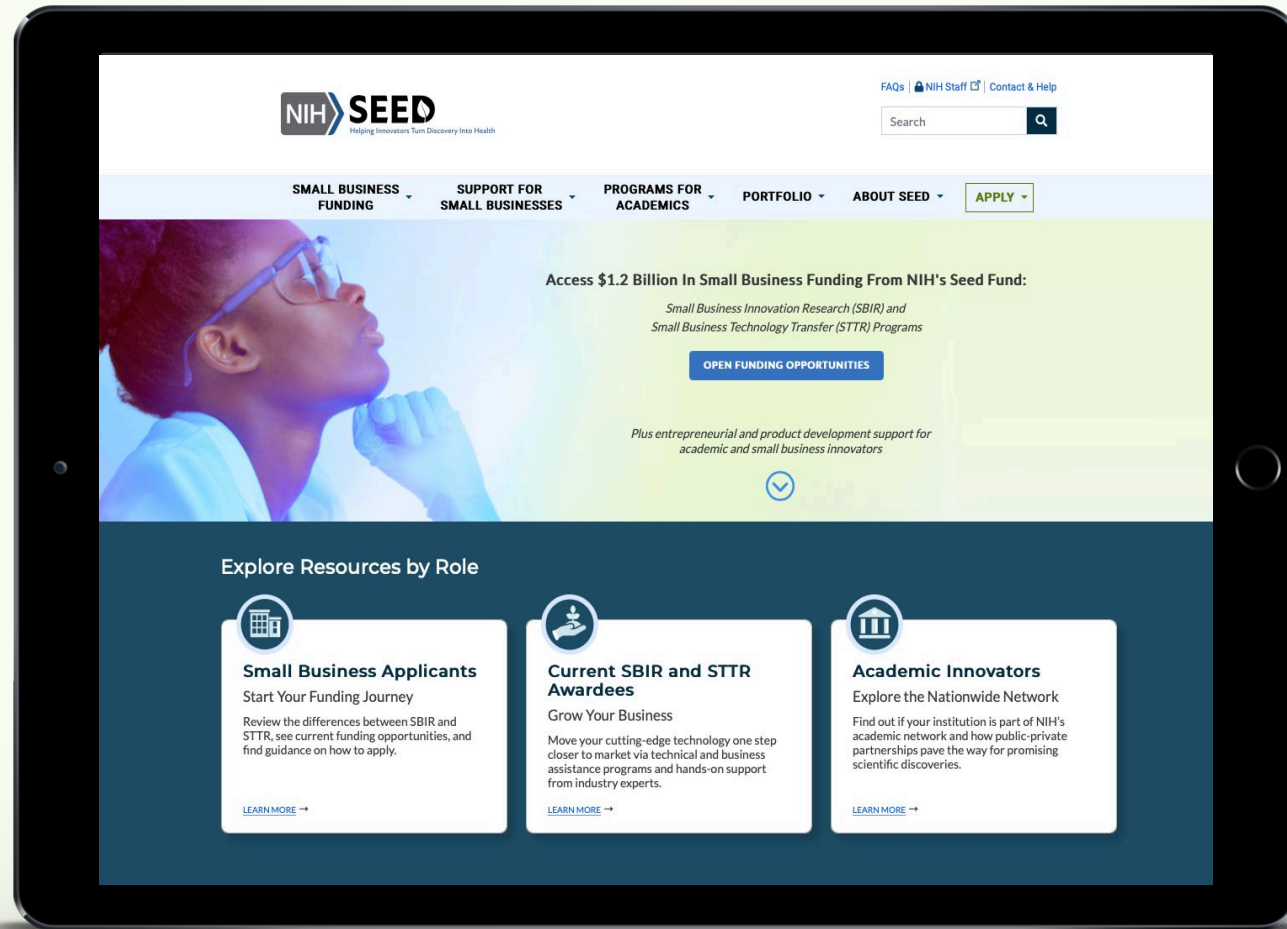 FAQs | NIH Staff | Contact & Help
NIH SEED
Helping Innovators Turn Discovery Into Health
Search
SMALL BUSINESS FUNDING
SUPPORT FOR SMALL BUSINESSES
PROGRAMS FOR ACADEMICS
PORTFOLIO
ABOUT SEED
APPLY
Access $1.2 Billion In Small Business Funding From NIH's Seed Fund:
Small Business Innovation Research (SBIR) and
Small Business Technology Transfer (STTR) Programs
OPEN FUNDING OPPORTUNITIES
Plus entrepreneurial and product development support for
academic and small business innovators
Explore Resources by Role
Small Business Applicants
Start Your Funding Journey
Review the differences between SBIR and
STTR, see current funding opportunities, and
find guidance on how to apply.
LEARN MORE →
Current SBIR and STTR
Awardees
Grow Your Business
Move your cutting-edge technology one step
closer to market via technical and business
assistance programs and hands-on support
from industry experts.
LEARN MORE →
Academic Innovators
Explore the Nationwide Network
Find out if your institution is part of NIH's
academic network and how public-private
partnerships pave the way for promising
scientific discoveries.
LEARN MORE →